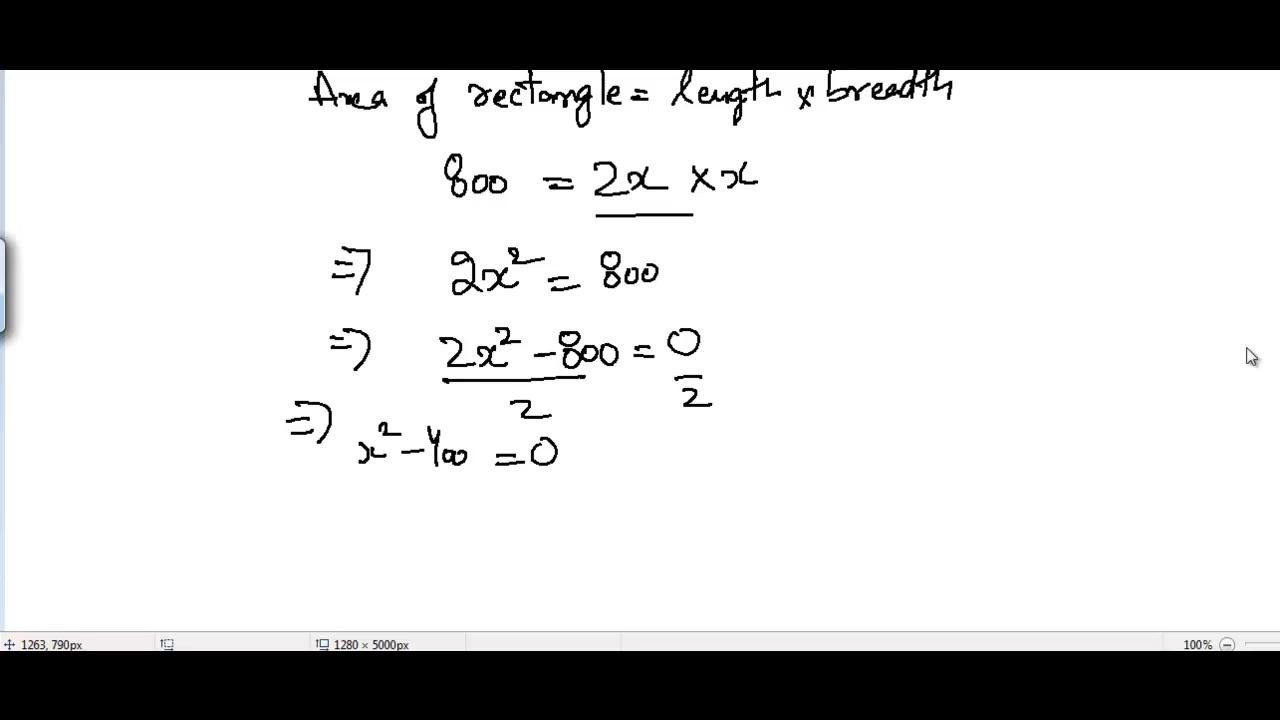 Area of rectangle = length × breadth
800 = 2x × x
⇒ 2x² = 800
⇒ 2x² - 800 = 0
2 2
⇒ x² - 400 = 0
1263, 790px 1280 × 5000px 100%